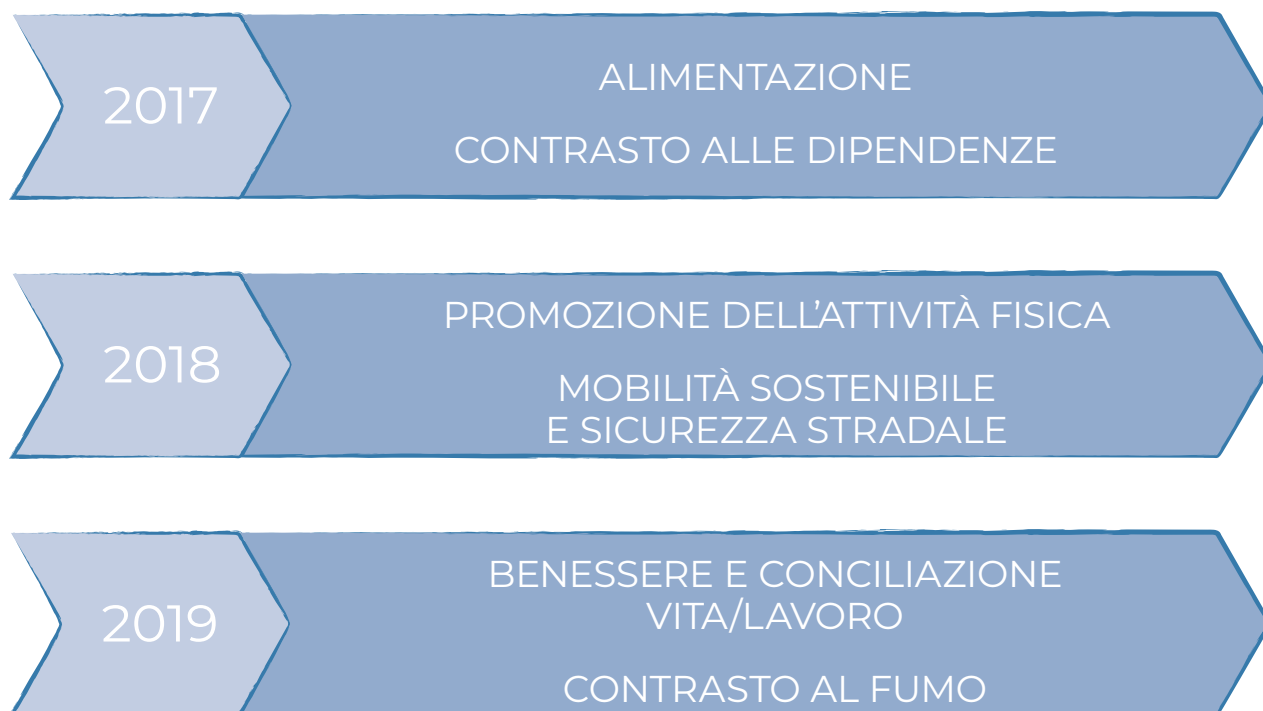 2017
ALIMENTAZIONE
CONTRASTO ALLE DIPENDENZE
2018
PROMOZIONE DELL'ATTIVITÀ FISICA
MOBILITÀ SOSTENIBILE
E SICUREZZA STRADALE
2019
BENESSERE E CONCILIAZIONE
VITA/LAVORO
CONTRASTO AL FUMO